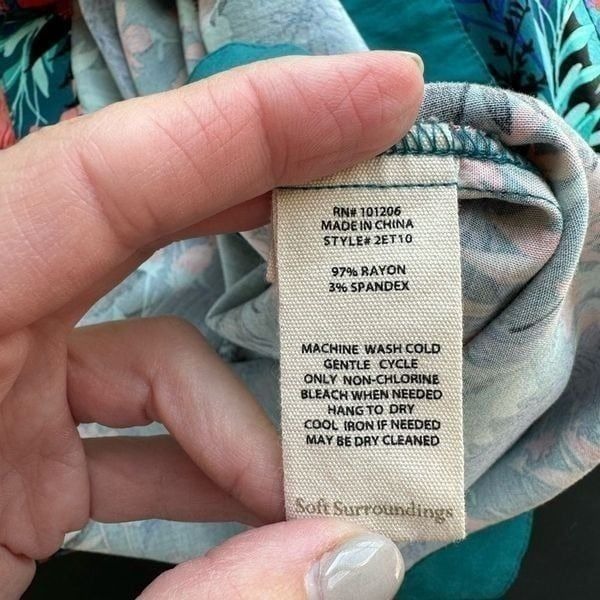 RN# 101206
MADE IN CHINA
STYLE# 2ET10
97% RAYON
3% SPANDEX
MACHINE WASH COLD
GENTLE CYCLE
ONLY NON-CHLORINE
BLEACH WHEN NEEDED
HANG TO DRY
COOL IRON IF NEEDED
MAY BE DRY CLEANED
Soft Surroundings